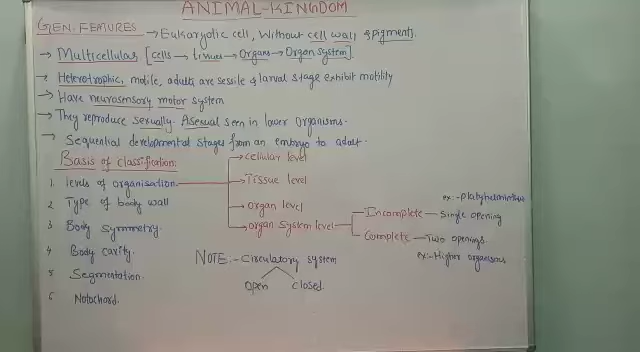 ANIMAL-KINGDOM
GEN. FEMURES → Eukaryotic cell, Without cell wall & pigments.
→ Multicellular [cells → tissues → Organs → Organ system].
→ Heterotrophic, motile, adults are sessile & larval stage exhibit motility
→ Have neurosensory motor system
→ They reproduce sexually. Asexual seen in lower organisms.
→ Sequential developmental stages from an embryo to adult.
Basis of classification:
1. levels of organisation → Cellular level
→ Tissue level
→ organ level
→ organ system level
Incomplete — Single opening
ex:- platyhelminthes
Complete — Two openings.
ex:- Higher organisms
2 Type of body wall
3 Body symmetry.
4 Body cavity.
5 Segmentation.
6 Notochord.
NOTE:- Circulatory system
open closed.